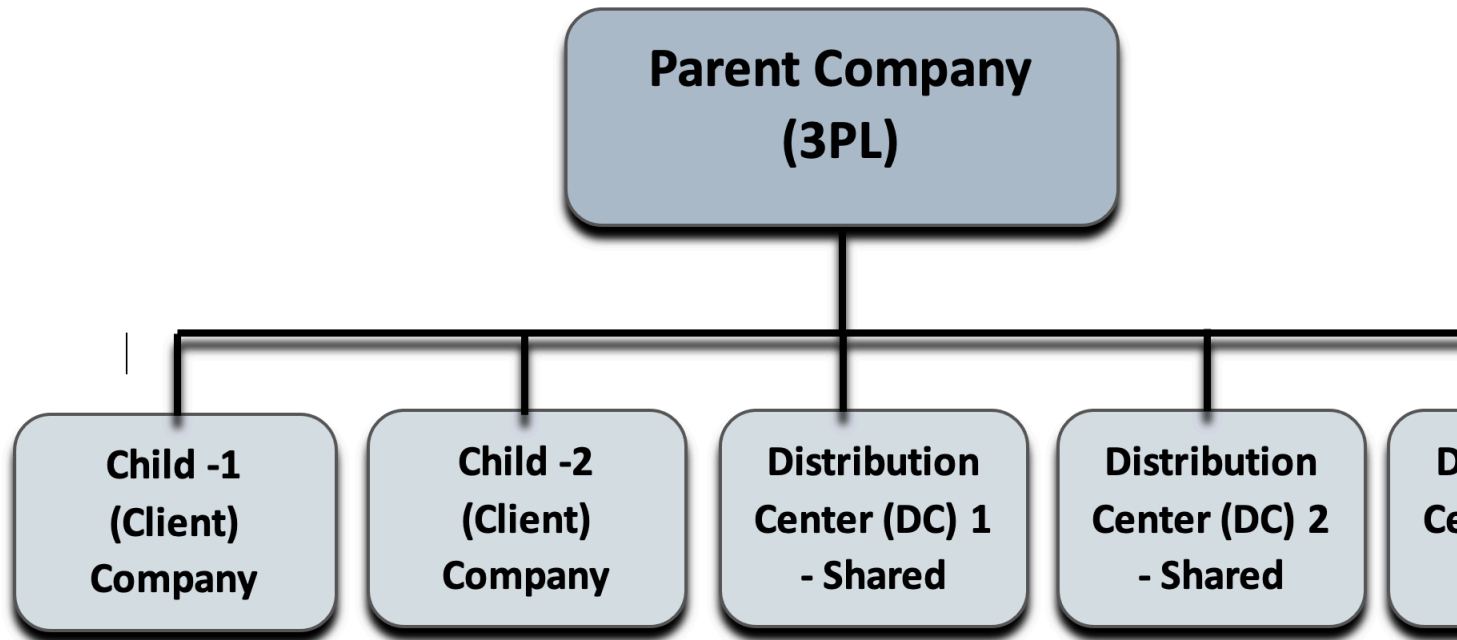 Parent Company
(3PL)
Child -1
(Client)
Company
Child -2
(Client)
Company
Distribution
Center (DC) 1
- Shared
Distribution
Center (DC) 2
- Shared